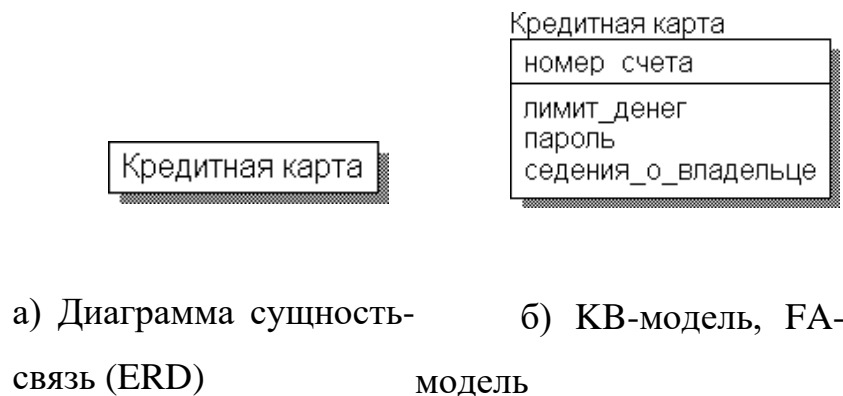 Кредитная карта
номер счета
лимит_денег
пароль
седения_о_владельце
Кредитная карта
а) Диаграмма сущность-
связь (ERD)
б) KB-модель, FA-
модель